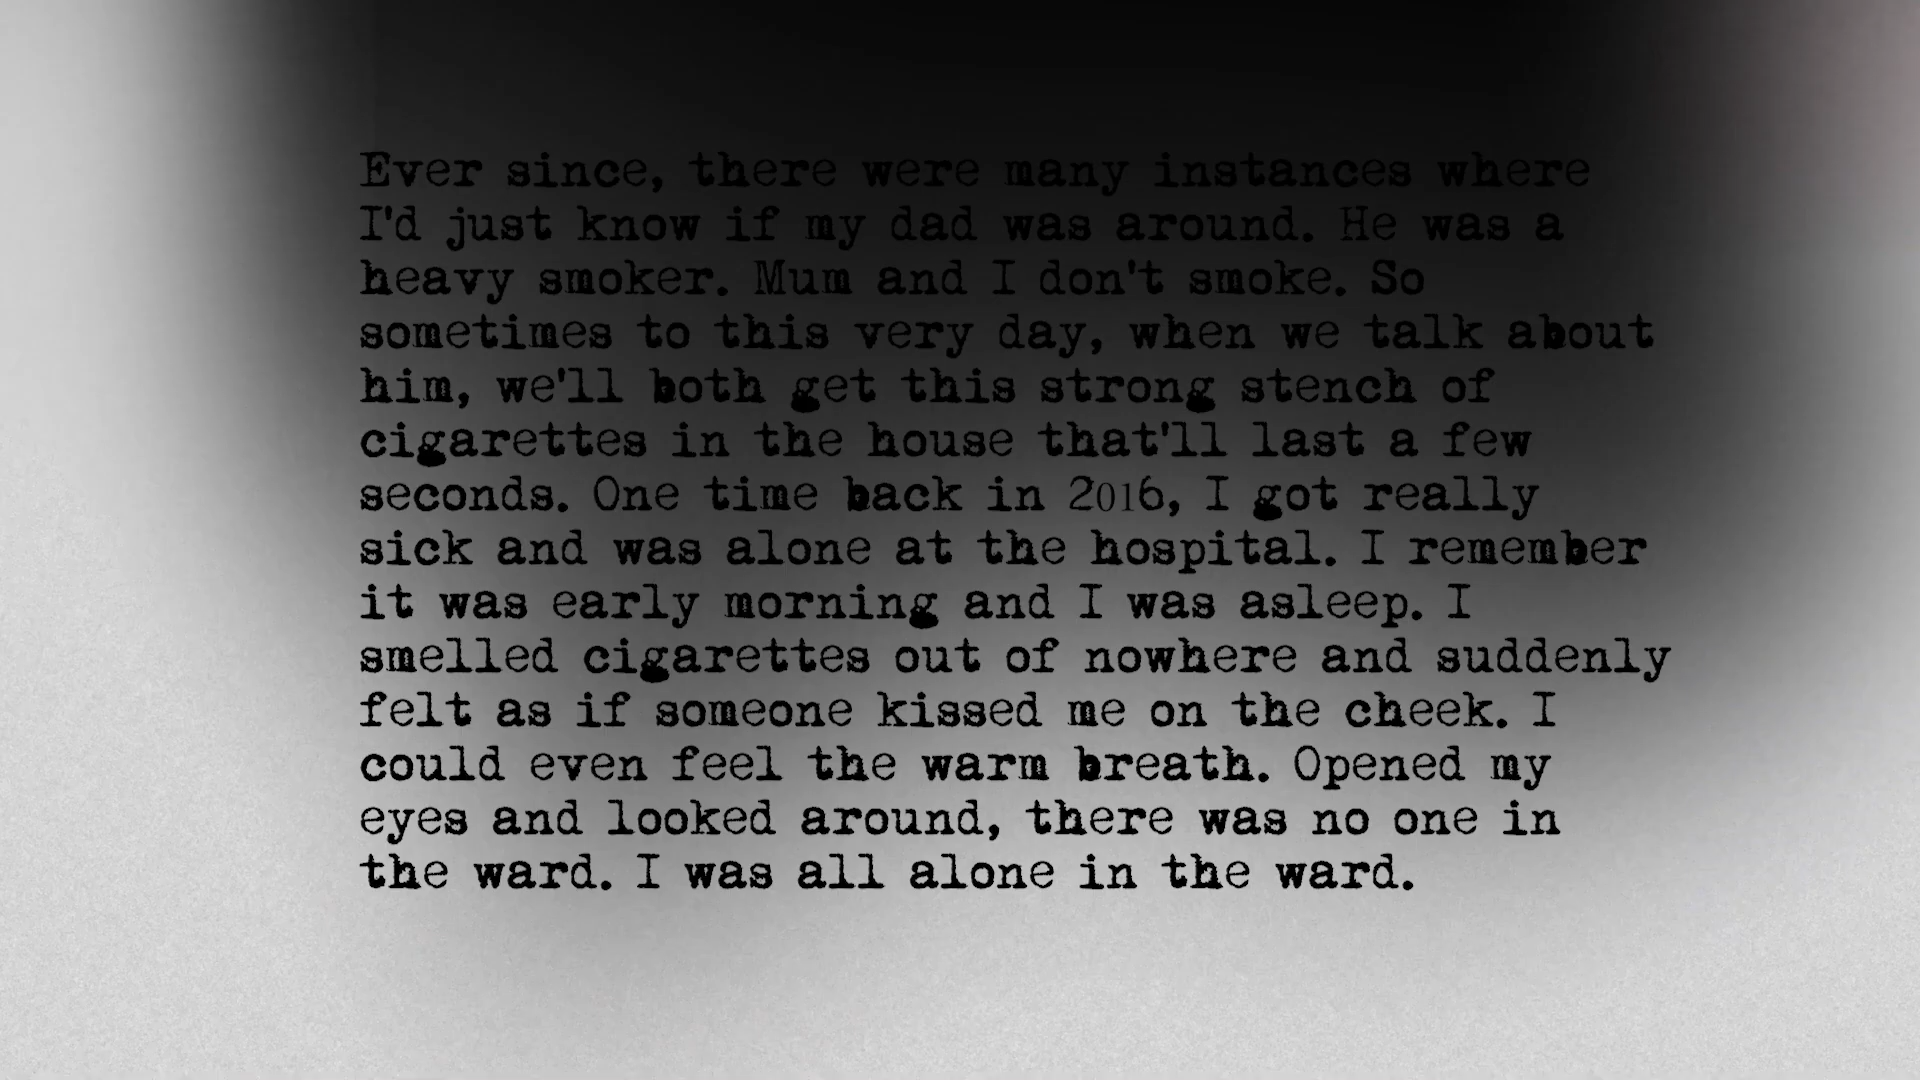 Ever since, there were many instances where
I'd just know if my dad was around. He was a
heavy smoker. Mum and I don't smoke. So
sometimes to this very day, when we talk about
him, we'll both get this strong stench of
cigarettes in the house that'll last a few
seconds. One time back in 2016, I got really
sick and was alone at the hospital. I remember
it was early morning and I was asleep. I
smelled cigarettes out of nowhere and suddenly
felt as if someone kissed me on the cheek. I
could even feel the warm breath. Opened my
eyes and looked around, there was no one in
the ward. I was all alone in the ward.